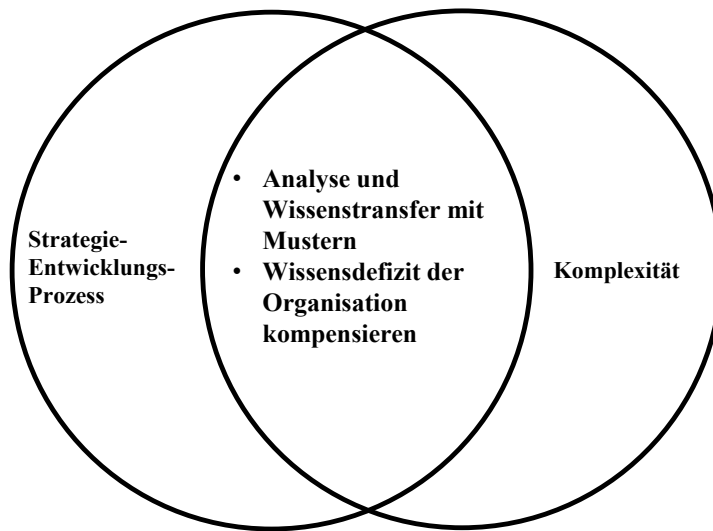 Strategie-
Entwicklungs-
Prozess
• Analyse und
Wissenstransfer mit
Mustern
• Wissensdefizit der
Organisation
kompensieren
Komplexität